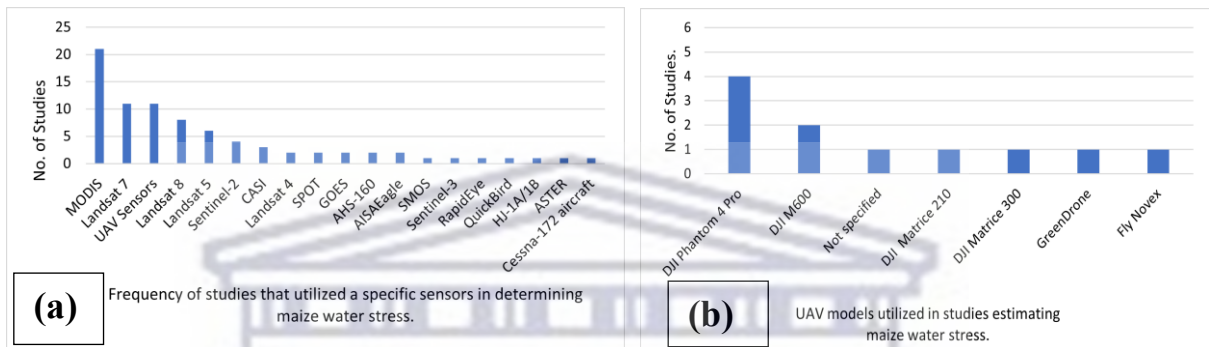 25
20
15
10
5
0
No. of Studies
MODIS
Landsat 7
UAV Sensors
Landsat 8
Landsat 5
Sentinel-2
CASI
Landsat 4
SPOT
GOES
AHS-160
AISAEagle
SMOS
Sentinel-3
RapidEye
QuickBird
HJ-1A/1B
ASTER
Cessna-172 aircraft
(a)
Frequency of studies that utilized a specific sensors in determining
maize water stress.
6
5
4
3
2
1
0
No. of Studies.
DJI Phantom 4 Pro
DJI M600
Not specified
DJI Matrice 210
DJI Matrice 300
GreenDrone
Fly Novex
(b)
UAV models utilized in studies estimating
maize water stress.